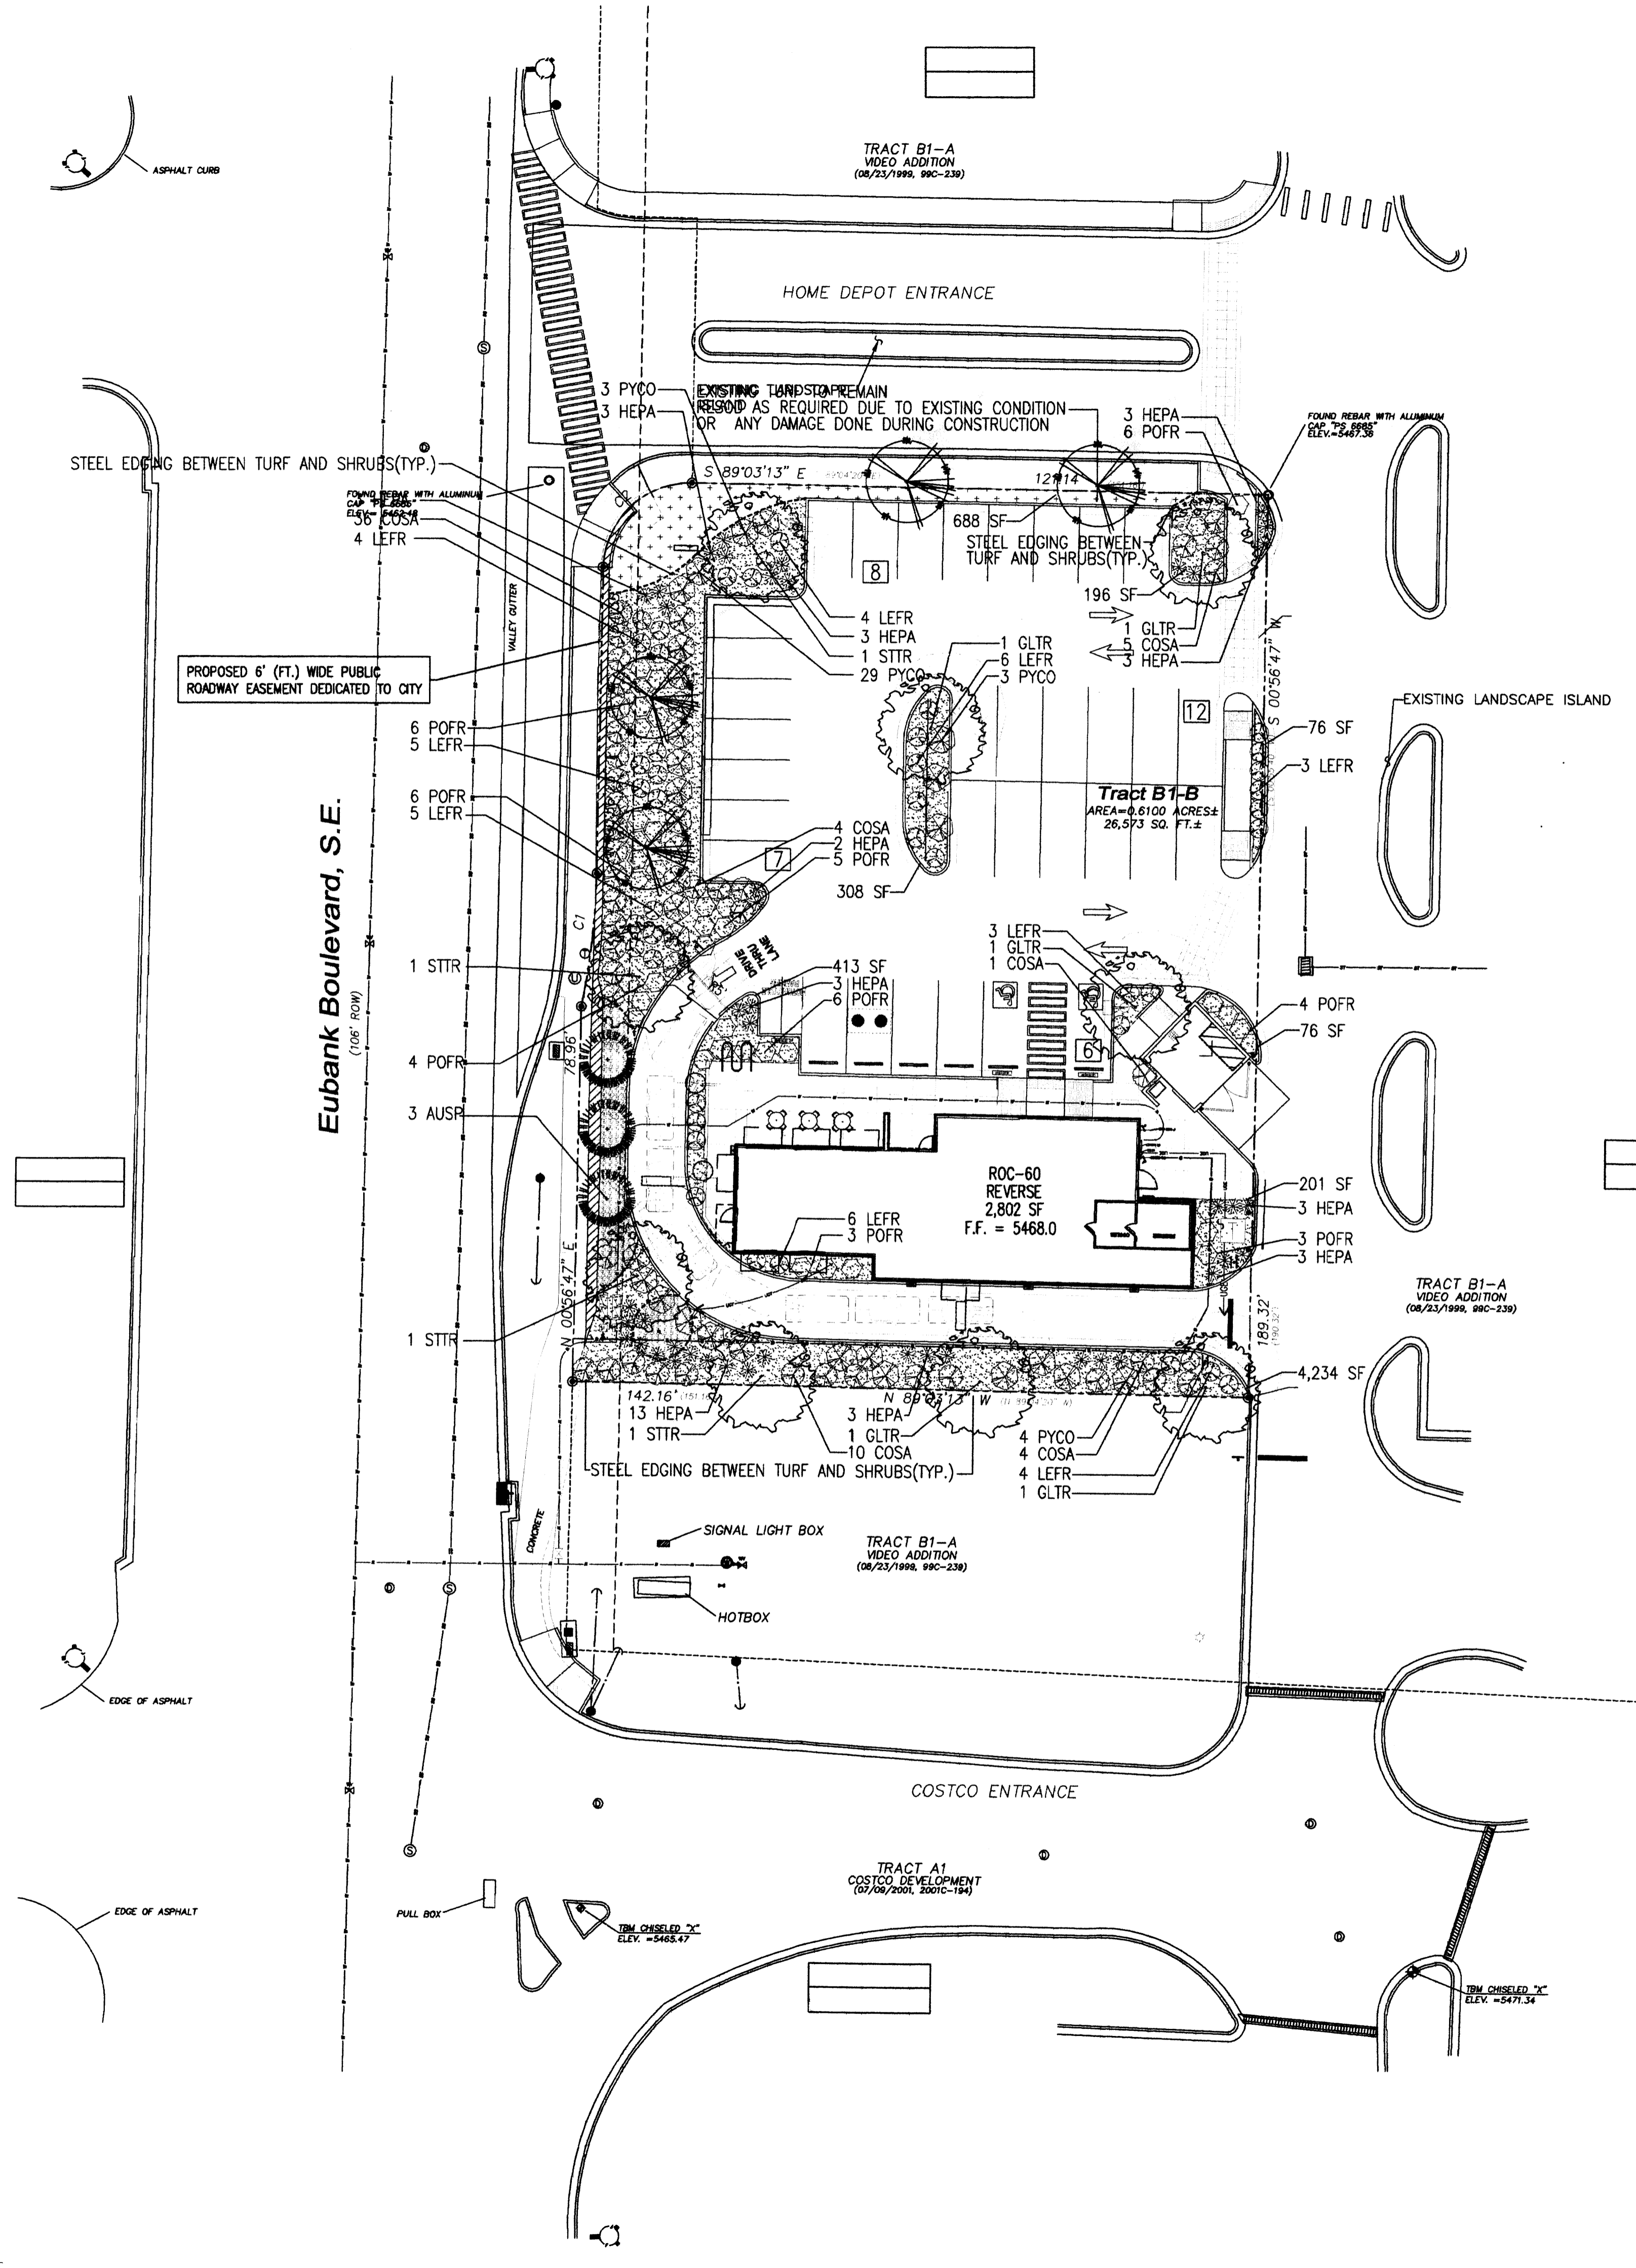 TRACT B1-A
VIDEO ADDITION
(08/23/1999, 99C-239)
ASPHALT CURB
HOME DEPOT ENTRANCE
3 PYCO
3 HEPA
RESOD AS REQUIRED DUE TO EXISTING CONDITION
OR ANY DAMAGE DONE DURING CONSTRUCTION
3 HEPA
6 POFR
FOUND REBAR WITH ALUMINUM
CAP "PS 6685"
ELEV.=5467.36
STEEL EDGING BETWEEN TURF AND SHRUBS(TYP.)
S 89°03'13" E
FOUND REBAR WITH ALUMINUM
36 COSA
4 LEFR
688 SF
STEEL EDGING BETWEEN
TURF AND SHRUBS(TYP.)
8
196 SF
VALLEY GUTTER
4 LEFR
3 HEPA
1 STTR
29 PYCO
1 GLTR
6 LEFR
3 PYCO
1 GLTR
5 COSA
3 HEPA
S 00°56'47" W
PROPOSED 6' (FT.) WIDE PUBLIC
ROADWAY EASEMENT DEDICATED TO CITY
EXISTING LANDSCAPE ISLAND
12
76 SF
6 POFR
5 LEFR
3 LEFR
6 POFR
5 LEFR
Tract B1-B
AREA=0.6100 ACRES±
26,573 SQ. FT.±
4 COSA
2 HEPA
5 POFR
7
308 SF
Eubank Boulevard, S.E.
(106' ROW)
C1
DRIVE
THRU
LANE
3 LEFR
1 GLTR
1 COSA
1 STTR
413 SF
3 HEPA
6 POFR
4 POFR
76 SF
6
78.96'
4 POFR
3 AUSP
ROC-60
REVERSE
2,802 SF
F.F. = 5468.0
201 SF
3 HEPA
6 LEFR
3 POFR
3 POFR
3 HEPA
N 00°56'47" E
TRACT B1-A
VIDEO ADDITION
(08/23/1999, 99C-239)
1 STTR
189.32'
4,234 SF
142.16'
N 89°03'13" W
13 HEPA
1 STTR
3 HEPA
1 GLTR
10 COSA
4 PYCO
4 COSA
4 LEFR
1 GLTR
STEEL EDGING BETWEEN TURF AND SHRUBS(TYP.)
CONCRETE
SIGNAL LIGHT BOX
TRACT B1-A
VIDEO ADDITION
(08/23/1999, 99C-239)
HOTBOX
EDGE OF ASPHALT
COSTCO ENTRANCE
TRACT A1
COSTCO DEVELOPMENT
(07/09/2001, 2001C-194)
EDGE OF ASPHALT
PULL BOX
TBM CHISELED "X"
ELEV. =5465.47
TBM CHISELED "X"
ELEV. =5471.34